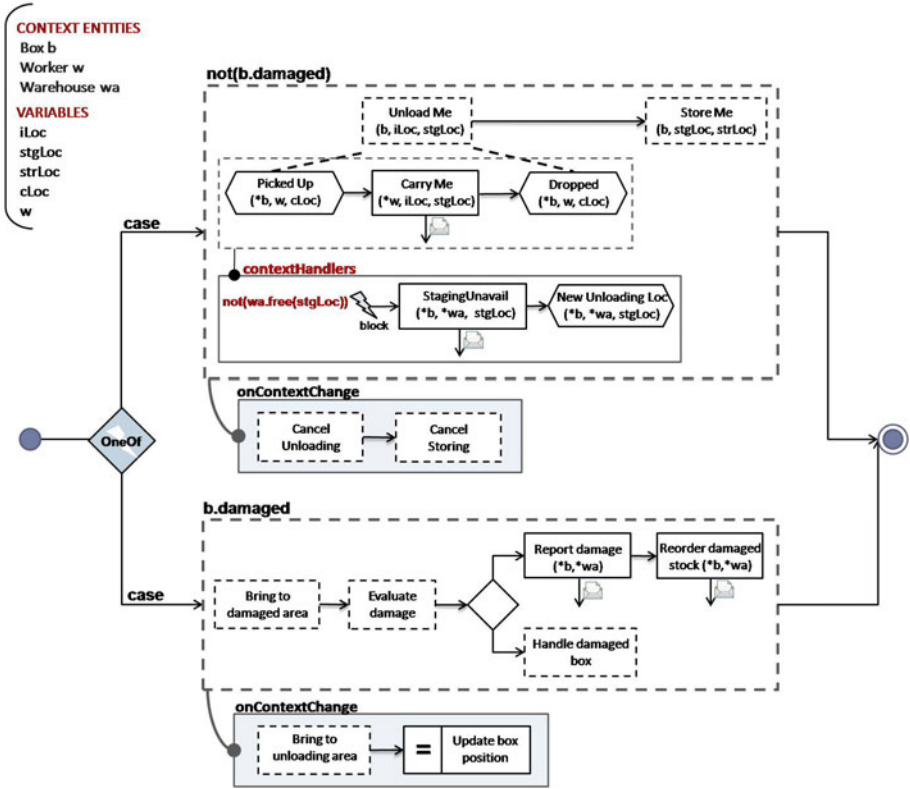 CONTEXT ENTITIES
Box b
Worker w
Warehouse wa
VARIABLES
iLoc
stgLoc
strLoc
cLoc
w
case
not(b.damaged)
Unload Me
(b, iLoc, stgLoc)
Store Me
(b, stgLoc, strLoc)
Picked Up
(*b, w, cLoc)
Carry Me
(*w, iLoc, stgLoc)
Dropped
(*b, w, cLoc)
contextHandlers
not(wa.free(stgLoc))
block
StagingUnavail
(*b, *wa, stgLoc)
New Unloading Loc
(*b, *wa, stgLoc)
onContextChange
Cancel
Unloading
Cancel
Storing
OneOf
b.damaged
case
Bring to
damaged area
Evaluate
damage
Report damage
(*b,*wa)
Reorder damaged
stock (*b,*wa)
Handle damaged
box
onContextChange
Bring to
unloading area
=
Update box
position